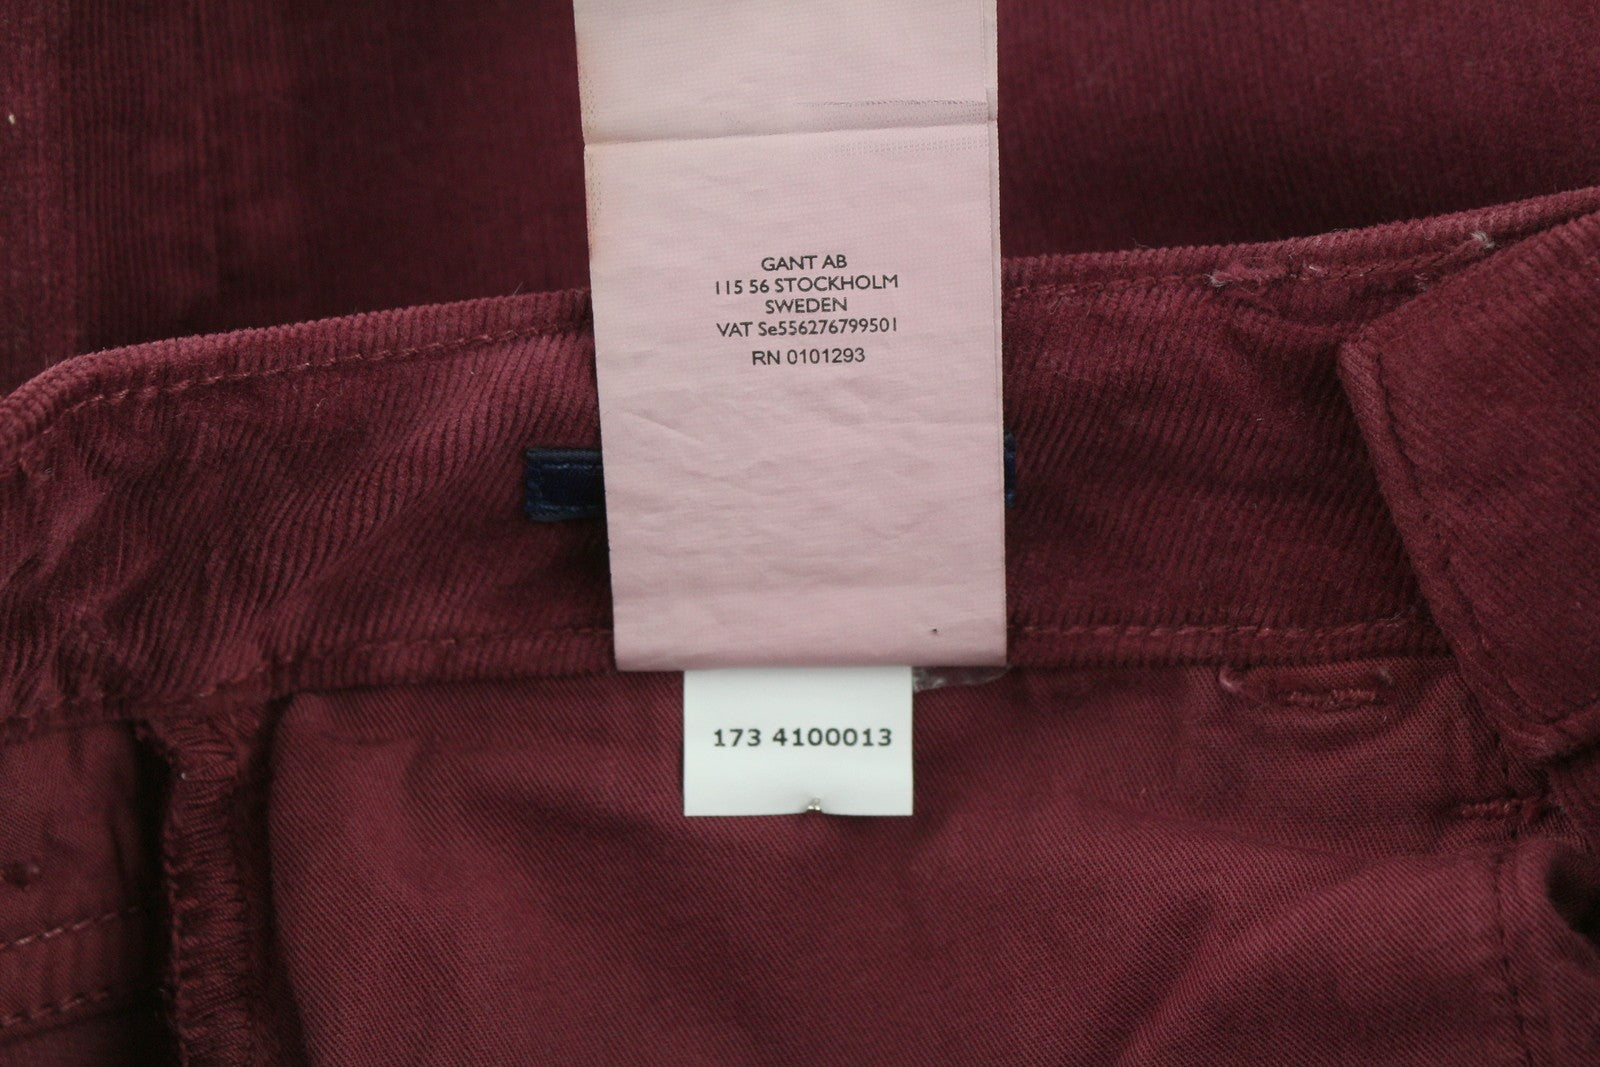 GANT AB
115 56 STOCKHOLM
SWEDEN
VAT Se556276799501
RN 0101293
173 4100013